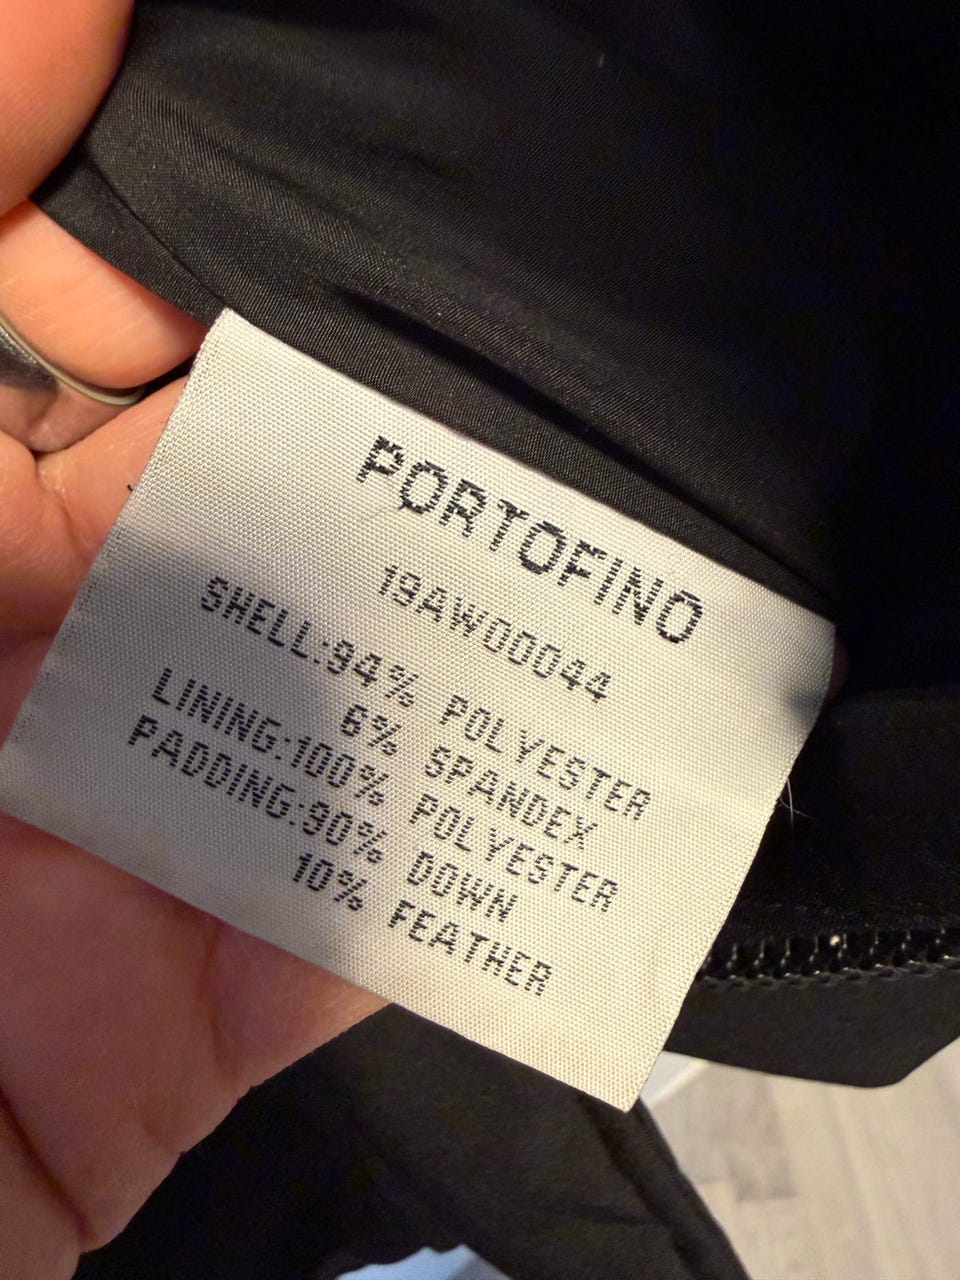 PORTOFINO
19AW00044
SHELL:94% POLYESTER
6% SPANDEX
LINING:100% POLYESTER
PADDING:90% DOWN
10% FEATHER